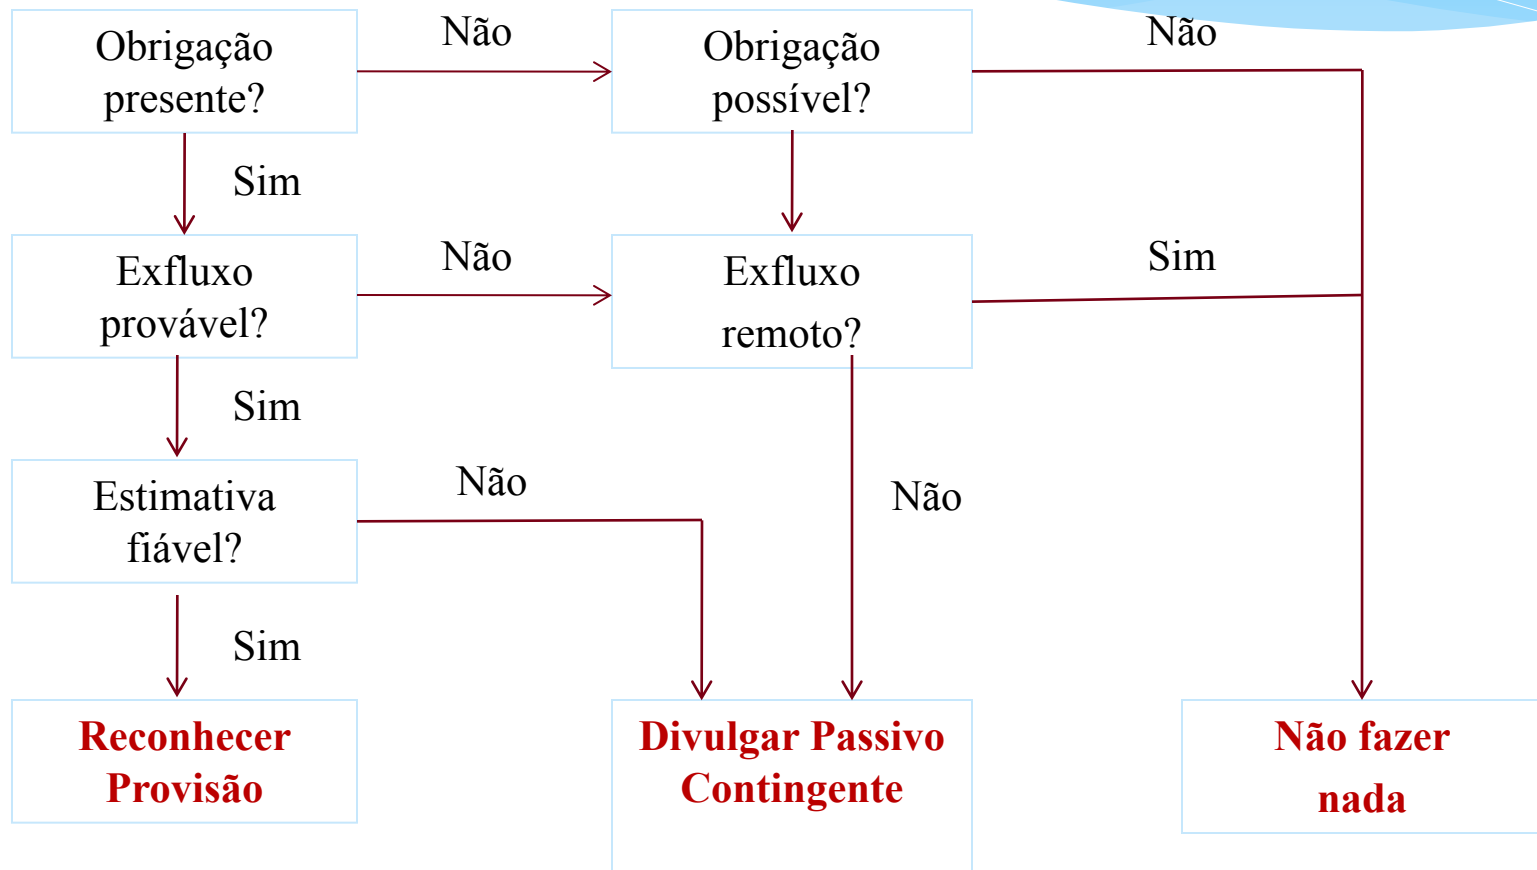 Obrigação
presente?
Não
Obrigação
possível?
Não
Sim
Exfluxo
provável?
Não
Exfluxo
remoto?
Sim
Sim
Estimativa
fiável?
Não
Não
Sim
Reconhecer
Provisão
Divulgar Passivo
Contingente
Não fazer
nada